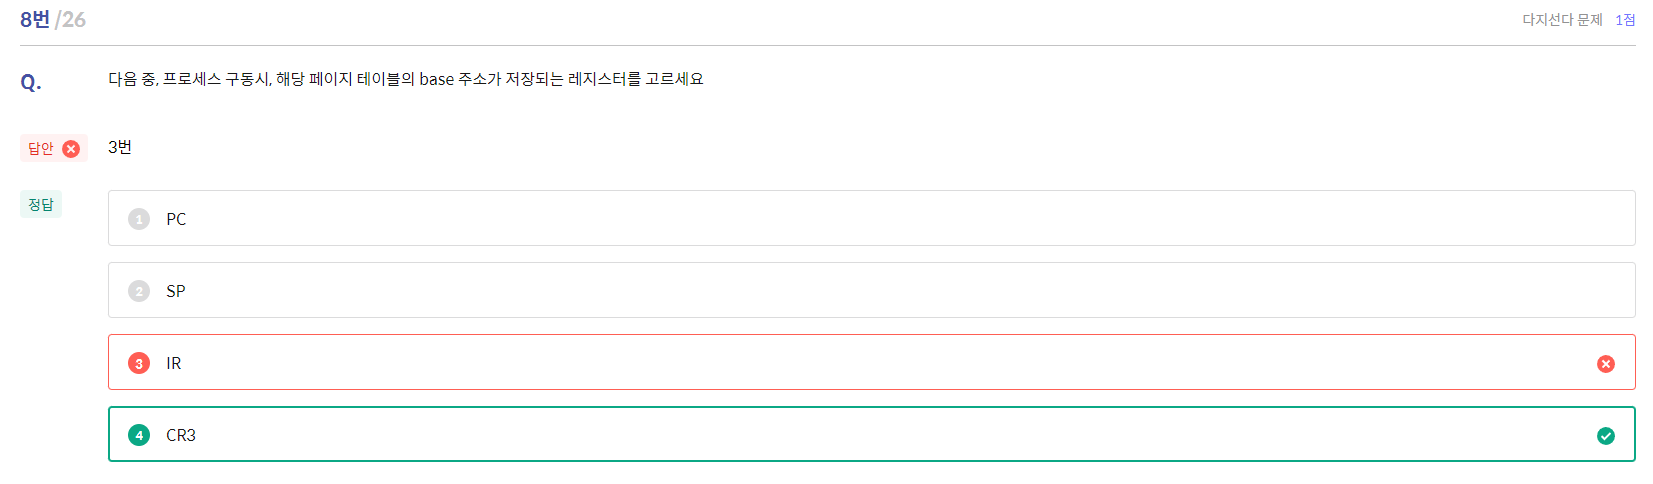 8번 /26
다지선다 문제 1점
Q. 다음 중, 프로세스 구동시, 해당 페이지 테이블의 base 주소가 저장되는 레지스터를 고르세요
답안 3번
정답
1 PC
2 SP
3 IR
4 CR3